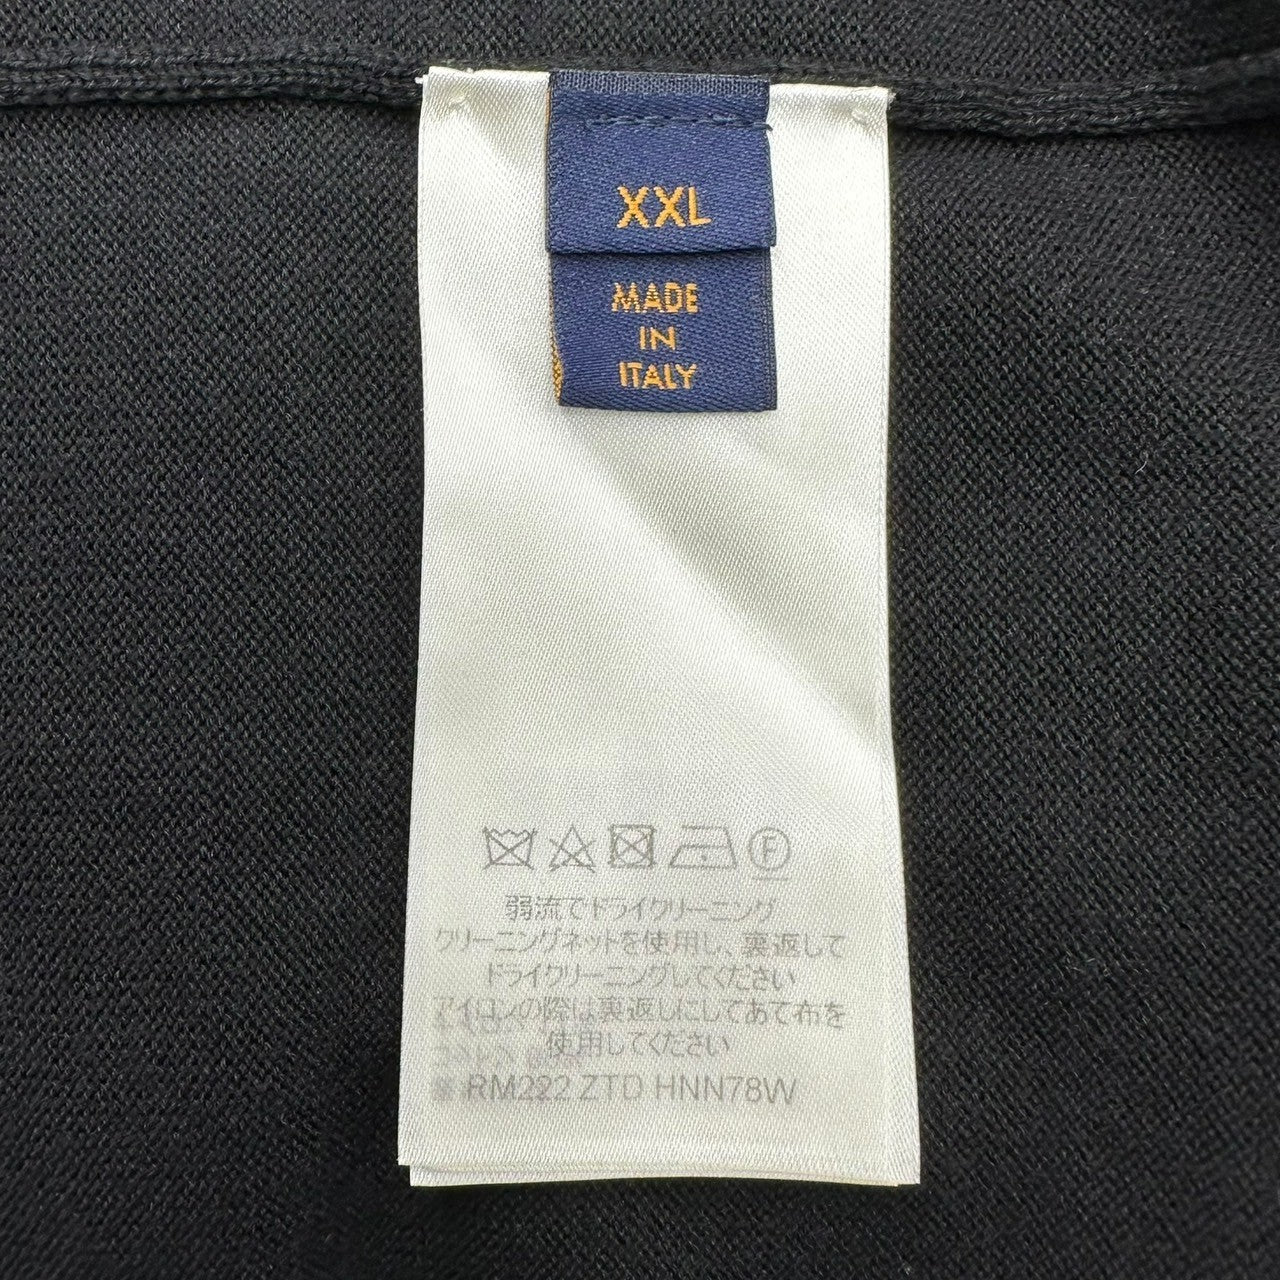 XXL
MADE
IN
ITALY
F
弱流でドライクリーニング
クリーニングネットを使用し、裏返して
ドライクリーニングしてください
アイロンの際は裏返しにしてあて布を
使用してください
RM222 ZTD HNN78W